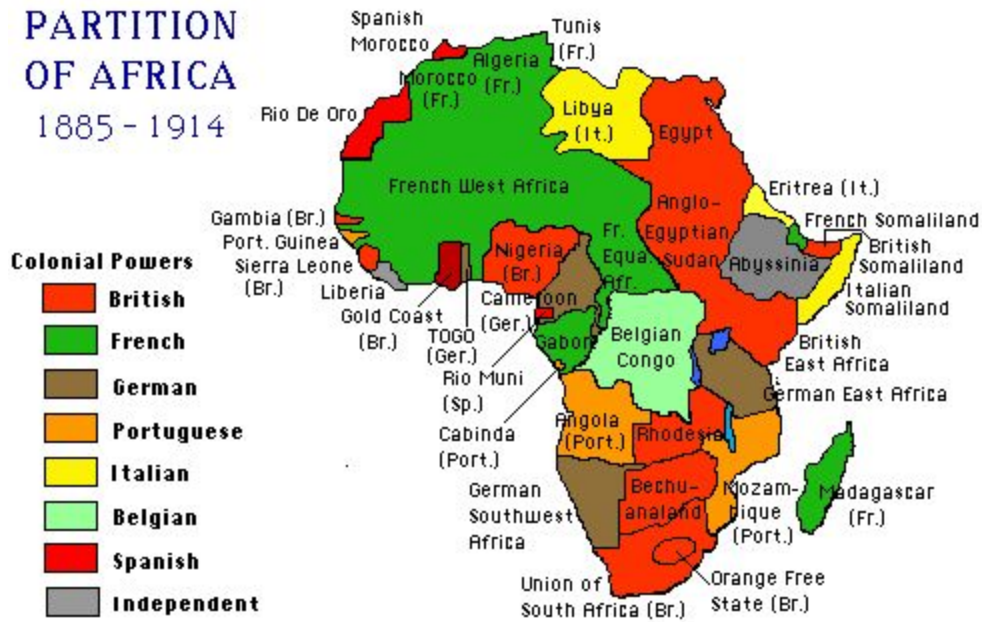 PARTITION
OF AFRICA
1885 - 1914
Spanish
Morocco
Tunis
(Fr.)
Algeria
(Fr.)
Morocco
(Fr.)
Rio De Oro
Libya
(It.)
Egypt
French West Africa
Eritrea (It.)
Anglo-
Egyptian
Sudan
French Somaliland
British
Somaliland
Italian
Somaliland
Abyssinia
Gambia (Br.)
Port. Guinea
Sierra Leone
(Br.)
Liberia
Gold Coast
(Br.)
TOGO
(Ger.)
Nigeria
(Br.)
Cameroon
(Ger.)
Fr.
Equa.
Afr.
Rio Muni
(Sp.)
Gabon
Cabinda
(Port.)
Belgian
Congo
British
East Africa
German East Africa
Angola
(Port.)
Rhodesia
German
Southwest
Africa
Bechu-
analand
Mozam-
bique
(Port.)
Madagascar
(Fr.)
Union of
South Africa (Br.)
Orange Free
State (Br.)
Colonial Powers
British
French
German
Portuguese
Italian
Belgian
Spanish
Independent